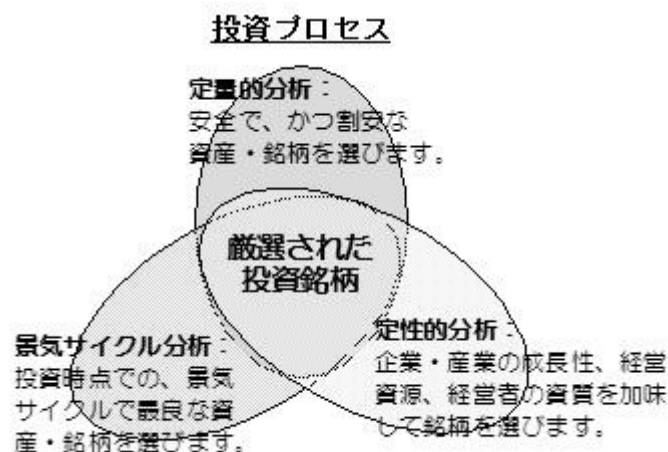 投資プロセス
定量的分析：
安全で、かつ割安な
資産・銘柄を選びます。
厳選された
投資銘柄
景気サイクル分析：
投資時点での、景気
サイクルで最良な資
産・銘柄を選びます。
定性的分析：
企業・産業の成長性、経営
資源、経営者の資質を加味
して銘柄を選びます。